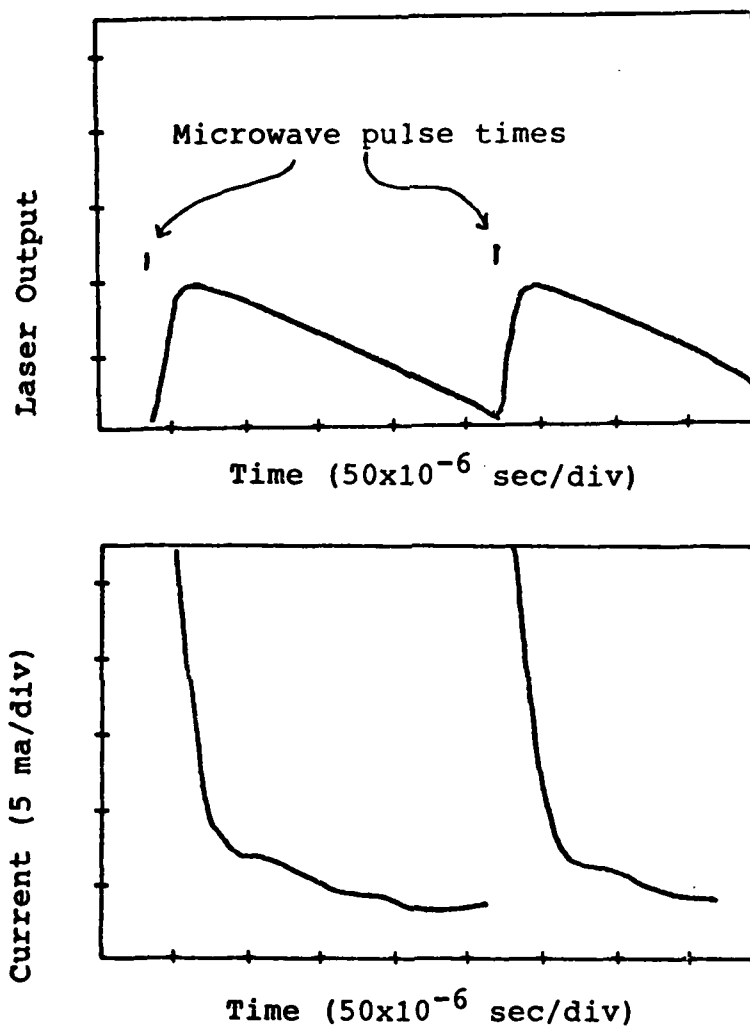 Microwave pulse times
Laser Output
Time (50x10⁻⁶ sec/div)
Current (5 ma/div)
Time (50x10⁻⁶ sec/div)